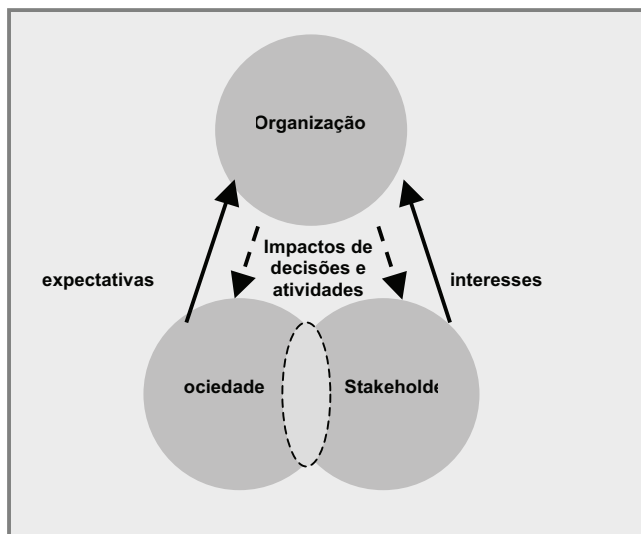 Organização
Impactos de
decisões e
atividades
expectativas
interesses
ociedade
Stakeholde